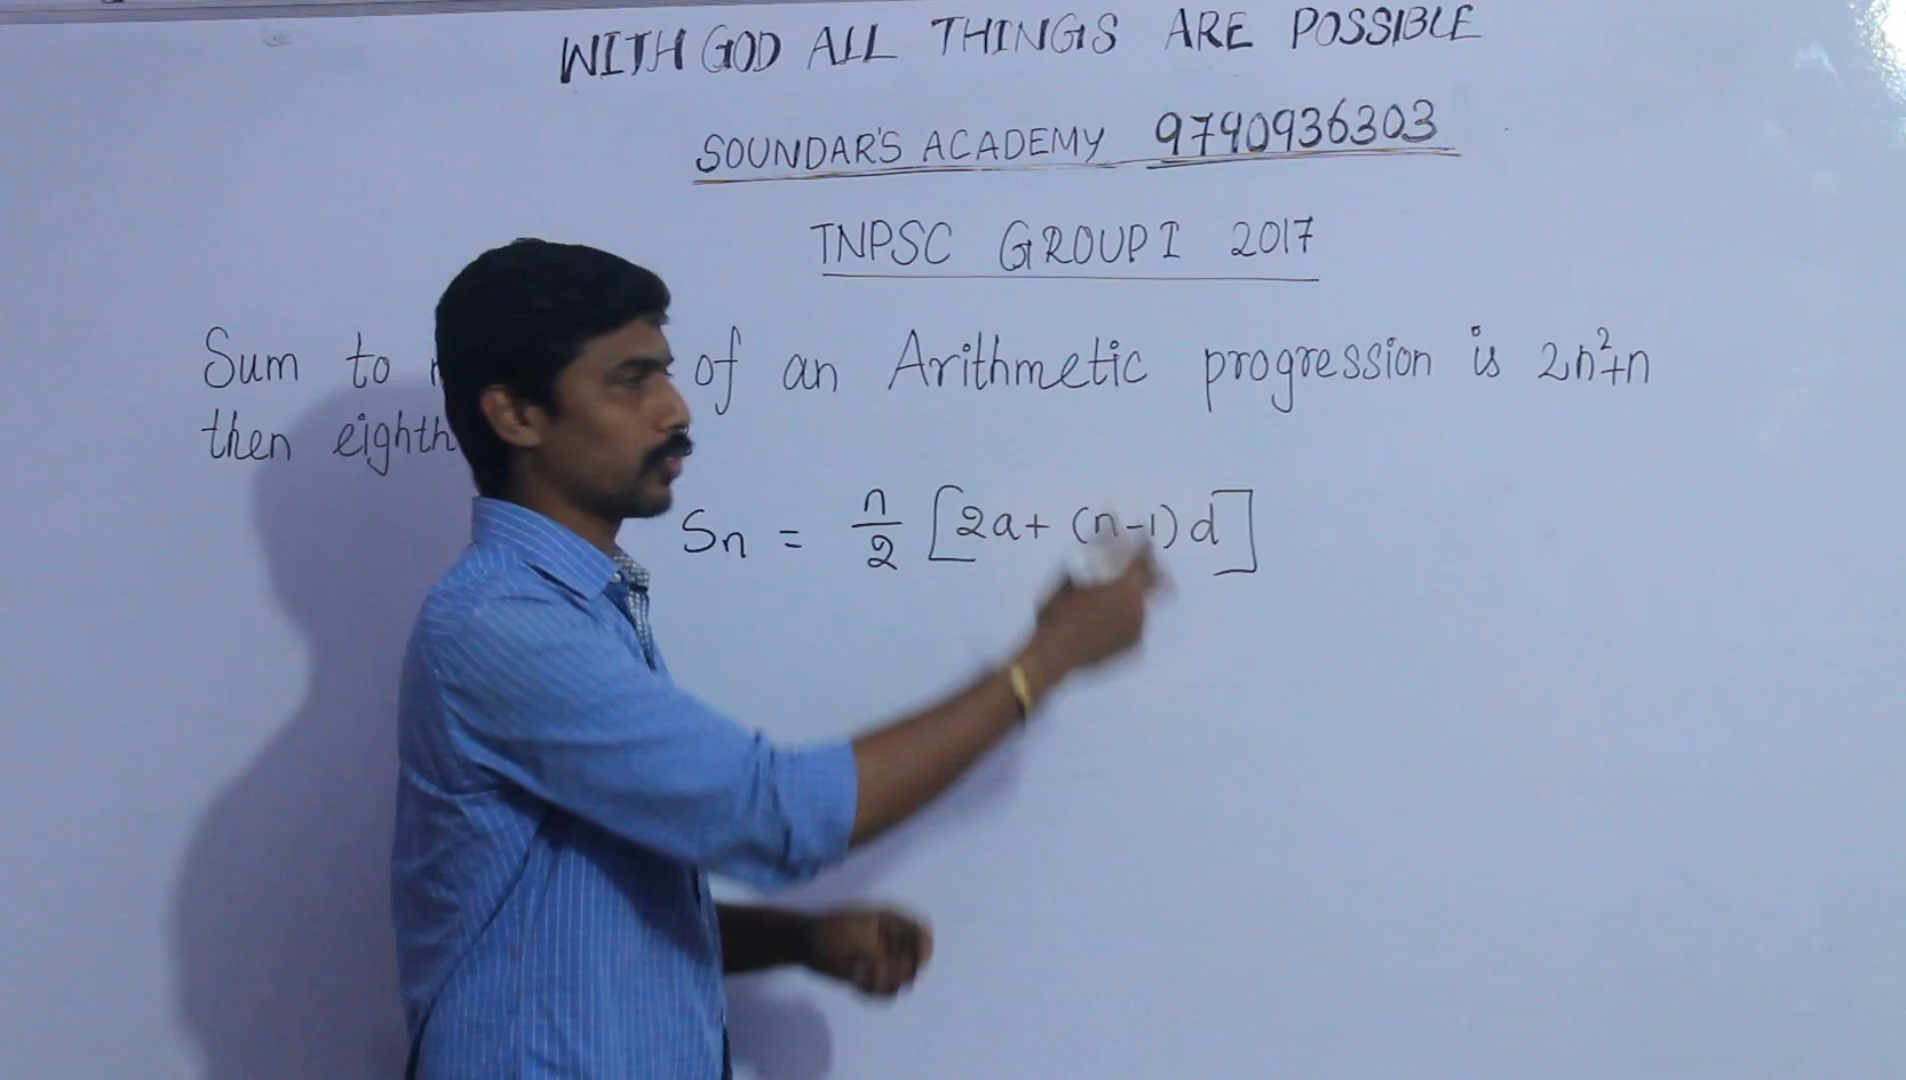 WITH GOD ALL THINGS ARE POSSIBLE
SOUNDAR'S ACADEMY 9790936303
TNPSC GROUP I 2017
Sum to of an Arithmetic progression is 2n²+n
then eighth
Sn = n/2 [2a+ (n-1)d]